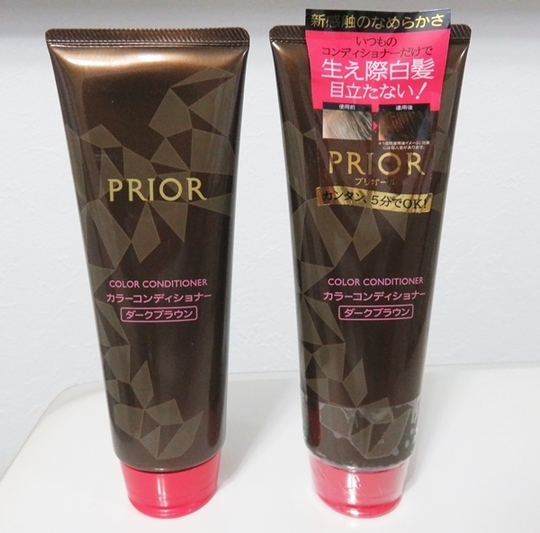 PRIOR
COLOR CONDITIONER
カラーコンディショナー
ダークブラウン
新感触のなめらかさ
いつもの
コンディショナーだけで
生え際白髪
目立たない!
使用前
連用後
PRIOR
プリオール
カンタン、5分でOK!
COLOR CONDITIONER
カラーコンディショナー
ダークブラウン